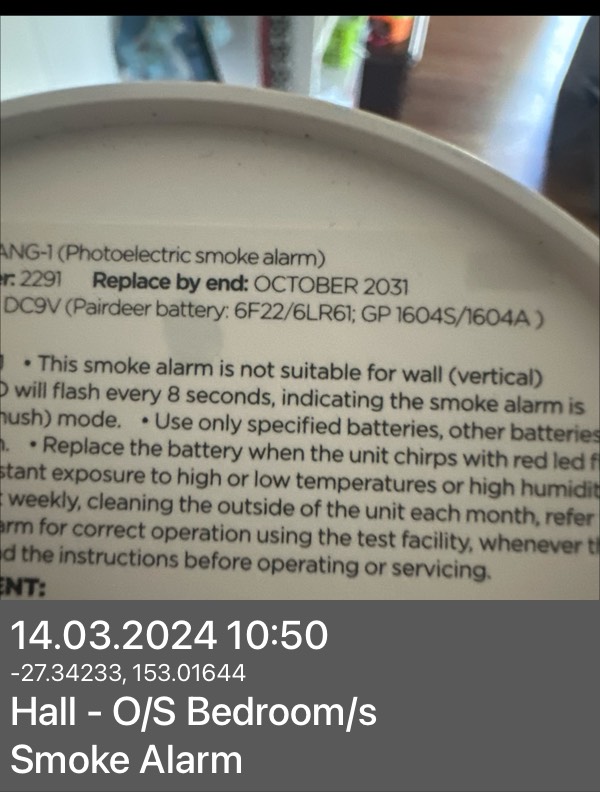 ANG-1 (Photoelectric smoke alarm)
er: 2291 Replace by end: OCTOBER 2031
DC9V (Pairdeer battery: 6F22/6LR61; GP 1604S/1604A )
• This smoke alarm is not suitable for wall (vertical)
will flash every 8 seconds, indicating the smoke alarm is
hush) mode. • Use only specified batteries, other batteries
• Replace the battery when the unit chirps with red led f
stant exposure to high or low temperatures or high humidit
weekly, cleaning the outside of the unit each month, refer
arm for correct operation using the test facility, whenever th
d the instructions before operating or servicing.
ENT:
14.03.2024 10:50
-27.34233, 153.01644
Hall - O/S Bedroom/s
Smoke Alarm